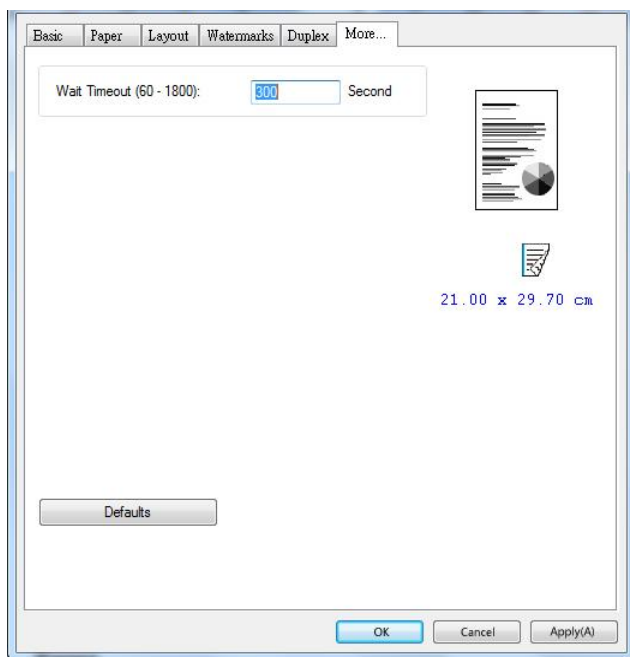 Basic Paper Layout Watermarks Duplex More...
Wait Timeout (60 - 1800): 300 Second
21.00 x 29.70 cm
Defaults
OK Cancel Apply(A)